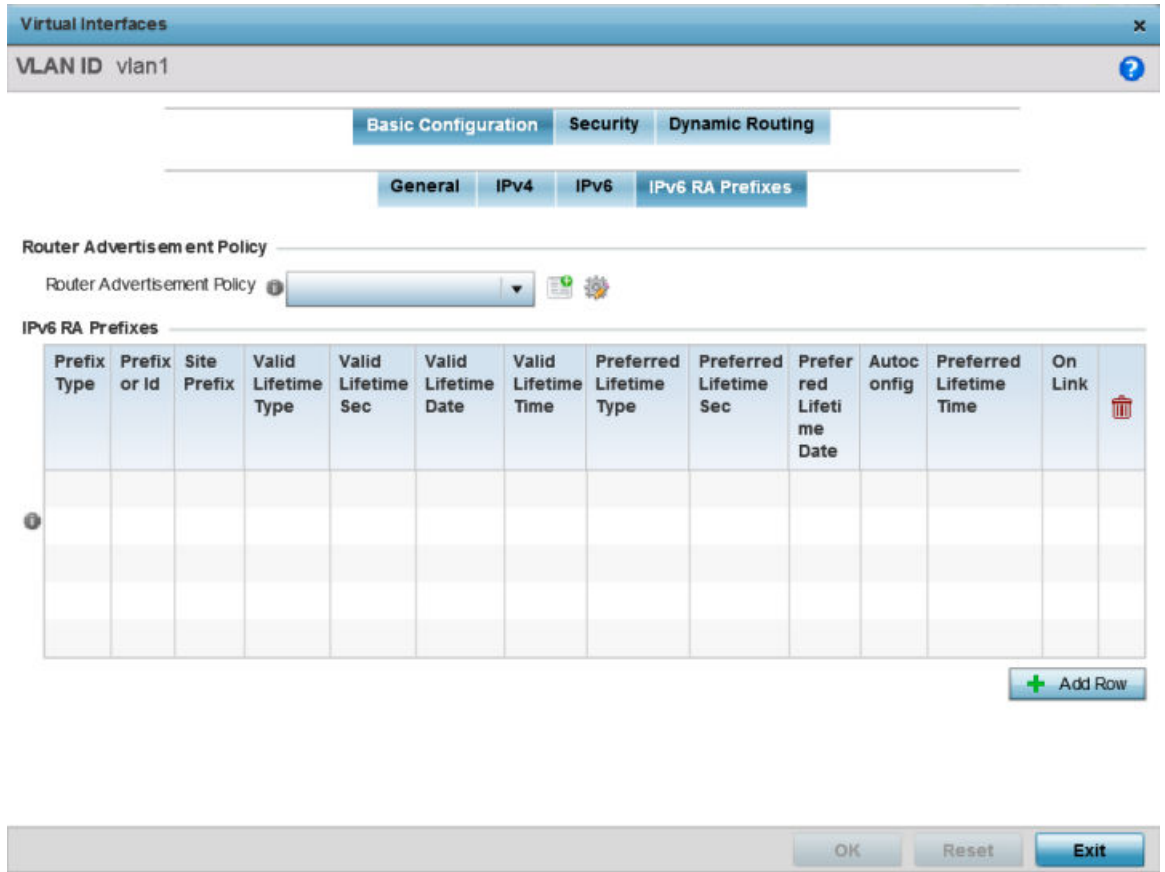 Virtual Interfaces
VLAN ID vlan1
Basic Configuration Security Dynamic Routing
General IPv4 IPv6 IPv6 RA Prefixes
Router Advertisement Policy
Router Advertisement Policy
IPv6 RA Prefixes
Prefix Type
Prefix or Id
Site Prefix
Valid Lifetime Type
Valid Lifetime Sec
Valid Lifetime Date
Valid Lifetime Time
Preferred Lifetime Type
Preferred Lifetime Sec
Preferred Lifetime Date
Autoconfig
Preferred Lifetime Time
On Link
Add Row
OK Reset Exit